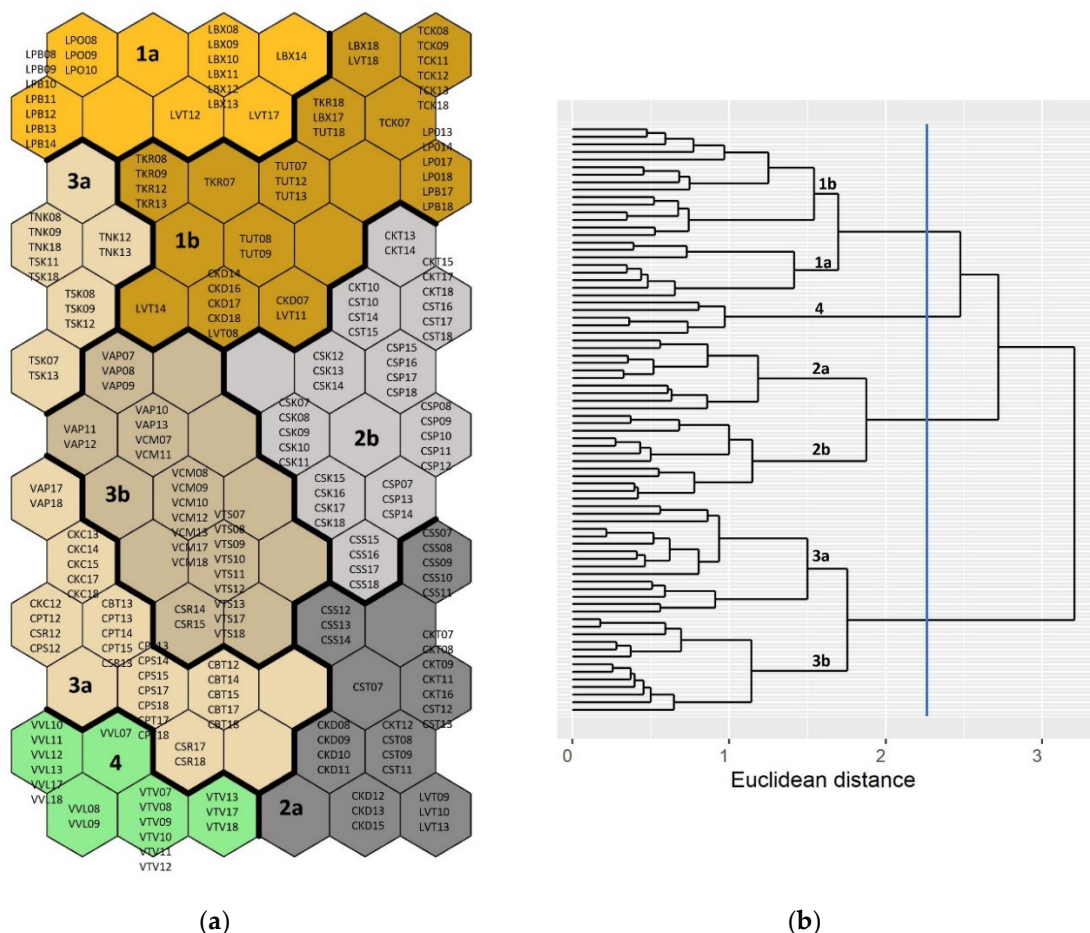 LPO08
LPO09
LPO10
1a
LBX08
LBX09
LBX10
LBX11
LBX12
LBX13
LBX14
LBX18
LVT18
TCK08
TCK09
TCK11
TCK12
TCK13
TCK18
LPB08
LPB09
LPB10
LPB11
LPB12
LPB13
LPB14
LVT12
LVT17
TKR18
LBX17
TUT18
TCK07
3a
TKR08
TKR09
TKR12
TKR13
TKR07
TUT07
TUT12
TUT13
LP013
LP014
LP017
LP018
LPB17
LPB18
TNK08
TNK09
TNK18
TSK11
TSK18
TNK12
TNK13
1b
TUT08
TUT09
CKT13
CKT14
TSK08
TSK09
TSK12
LVT14
CKD14
CKD16
CKD17
CKD18
LVT08
CKD07
LVT11
CKT10
CST10
CST14
CST15
CKT15
CKT17
CKT18
CST16
CST17
CST18
TSK07
TSK13
VAP07
VAP08
VAP09
CSK12
CSK13
CSK14
CSP15
CSP16
CSP17
CSP18
VAP11
VAP12
VAP10
VAP13
VCM07
VCM11
CSK07
CSK08
CSK09
CSK10
CSK11
2b
CSP08
CSP09
CSP10
CSP11
CSP12
VAP17
VAP18
3b
VCM08
VCM09
VCM10
VCM12
VCM13
VCM17
VCM18
CSK15
CSK16
CSK17
CSK18
CSP07
CSP13
CSP14
CKC13
CKC14
CKC15
CKC17
CKC18
VTS07
VTS08
VTS09
VTS10
VTS11
VTS12
VTS13
VTS17
VTS18
CSS15
CSS16
CSS17
CSS18
CSS07
CSS08
CSS09
CSS10
CSS11
CKC12
CPT12
CSR12
CPS12
CBT13
CPT13
CPT14
CPT15
CSR13
CSR14
CSR15
CSS12
CSS13
CSS14
3a
CPS13
CPS14
CPS15
CPS17
CPS18
CPT17
CPT18
CBT12
CBT14
CBT15
CBT17
CBT18
CST07
CKT07
CKT08
CKT09
CKT11
CKT16
CST12
CST13
VVL10
VVL11
VVL12
VVL13
VVL17
VVL18
VVL07
4
CSR17
CSR18
CKD08
CKD09
CKD10
CKD11
CKT12
CST08
CST09
CST11
VVL08
VVL09
VTV07
VTV08
VTV09
VTV10
VTV11
VTV12
VTV13
VTV17
VTV18
2a
CKD12
CKD13
CKD15
LVT09
LVT10
LVT13
(a)
1b
1a
4
2a
2b
3a
3b
0 1 2 3
Euclidean distance
(b)